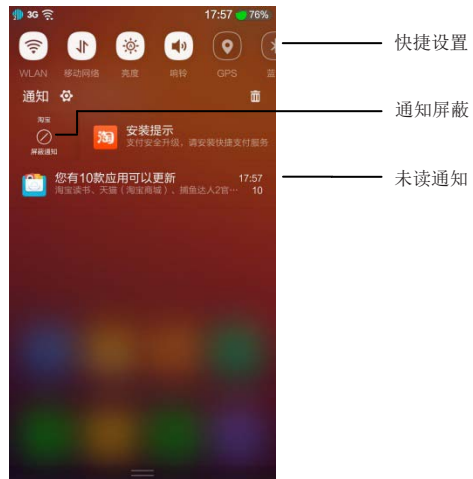 3G 17:57 76%
WLAN 移动网络 亮度 响铃 GPS 蓝
快捷设置
通知
淘宝
屏蔽通知
淘
安装提示
支付安全升级，请安装快捷支付服务
通知屏蔽
您有10款应用可以更新 17:57
淘宝读书、天猫（淘宝商城）、捕鱼达人2官… 10
未读通知